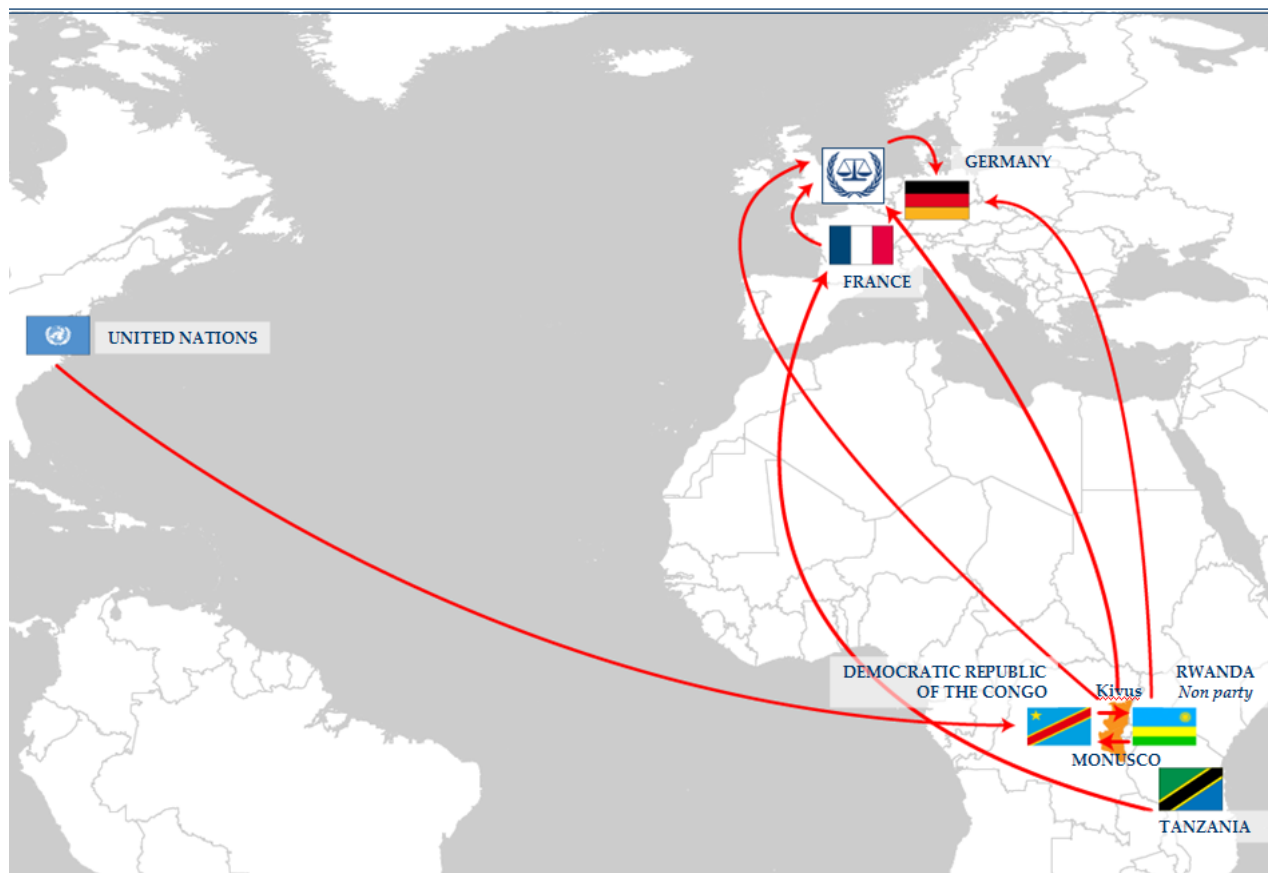 GERMANY
FRANCE
UNITED NATIONS
DEMOCRATIC REPUBLIC
OF THE CONGO
Kivus
RWANDA
Non party
MONUSCO
TANZANIA